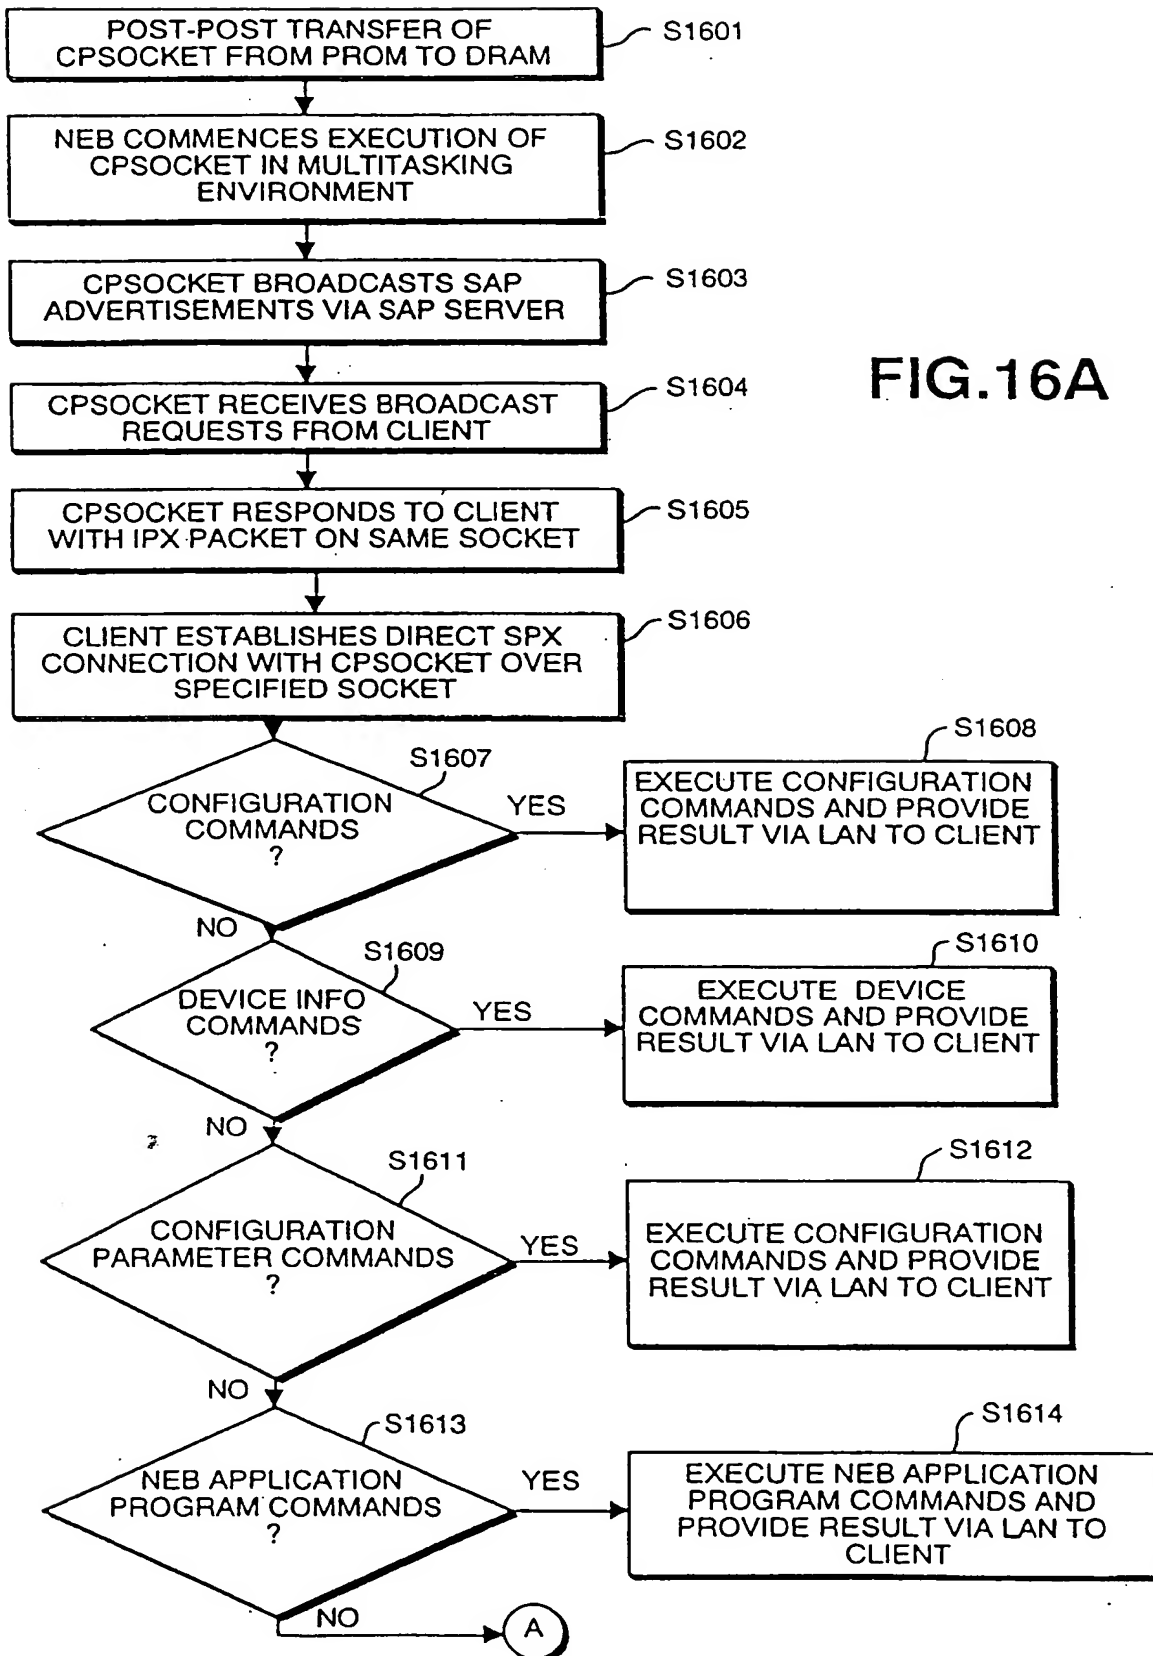 POST-POST TRANSFER OF
CPSOCKET FROM PROM TO DRAM
S1601
NEB COMMENCES EXECUTION OF
CPSOCKET IN MULTITASKING
ENVIRONMENT
S1602
CPSOCKET BROADCASTS SAP
ADVERTISEMENTS VIA SAP SERVER
S1603
FIG.16A
CPSOCKET RECEIVES BROADCAST
REQUESTS FROM CLIENT
S1604
CPSOCKET RESPONDS TO CLIENT
WITH IPX PACKET ON SAME SOCKET
S1605
CLIENT ESTABLISHES DIRECT SPX
CONNECTION WITH CPSOCKET OVER
SPECIFIED SOCKET
S1606
S1607
CONFIGURATION
COMMANDS
?
YES
NO
S1608
EXECUTE CONFIGURATION
COMMANDS AND PROVIDE
RESULT VIA LAN TO CLIENT
S1609
DEVICE INFO
COMMANDS
?
YES
NO
S1610
EXECUTE DEVICE
COMMANDS AND PROVIDE
RESULT VIA LAN TO CLIENT
S1611
CONFIGURATION
PARAMETER COMMANDS
?
YES
NO
S1612
EXECUTE CONFIGURATION
COMMANDS AND PROVIDE
RESULT VIA LAN TO CLIENT
S1613
NEB APPLICATION
PROGRAM COMMANDS
?
YES
NO
S1614
EXECUTE NEB APPLICATION
PROGRAM COMMANDS AND
PROVIDE RESULT VIA LAN TO
CLIENT
A